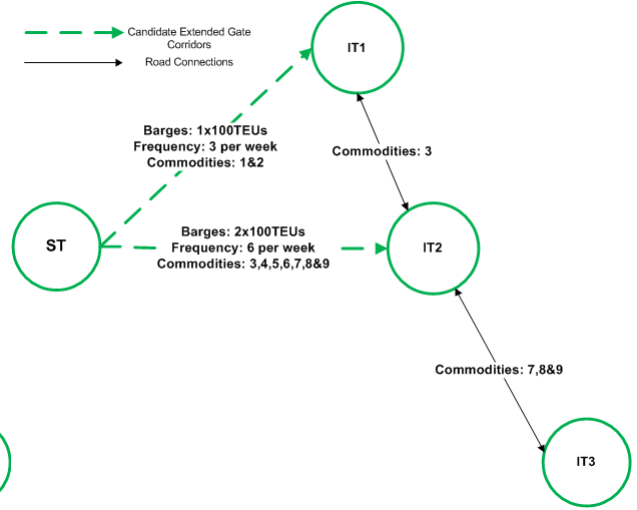 Candidate Extended Gate
Corridors
Road Connections
IT1
Barges: 1x100TEUs
Frequency: 3 per week
Commodities: 1&2
Commodities: 3
ST
Barges: 2x100TEUs
Frequency: 6 per week
Commodities: 3,4,5,6,7,8&9
IT2
Commodities: 7,8&9
IT3